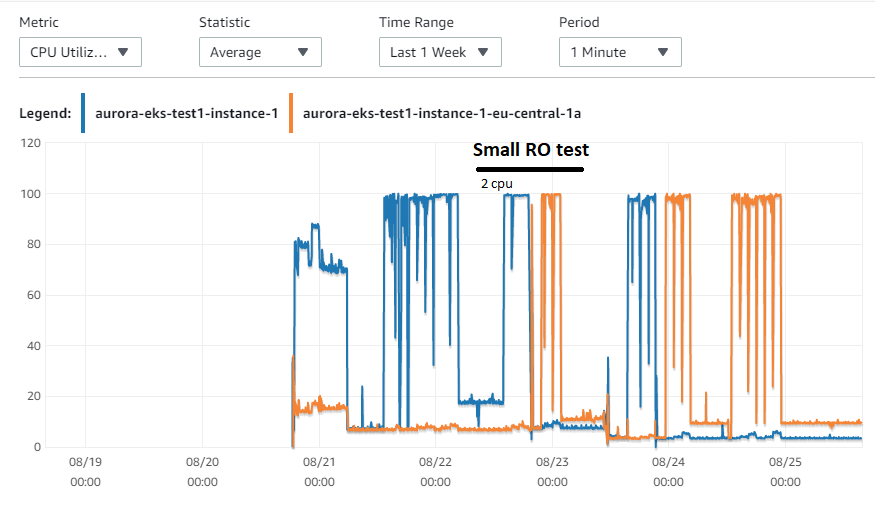 Metric Statistic Time Range Period
CPU Utiliz... Average Last 1 Week 1 Minute
Legend: aurora-eks-test1-instance-1 aurora-eks-test1-instance-1-eu-central-1a
120
Small RO test
100
2 cpu
80
60
40
20
0
08/19 08/20 08/21 08/22 08/23 08/24 08/25
00:00 00:00 00:00 00:00 00:00 00:00 00:00